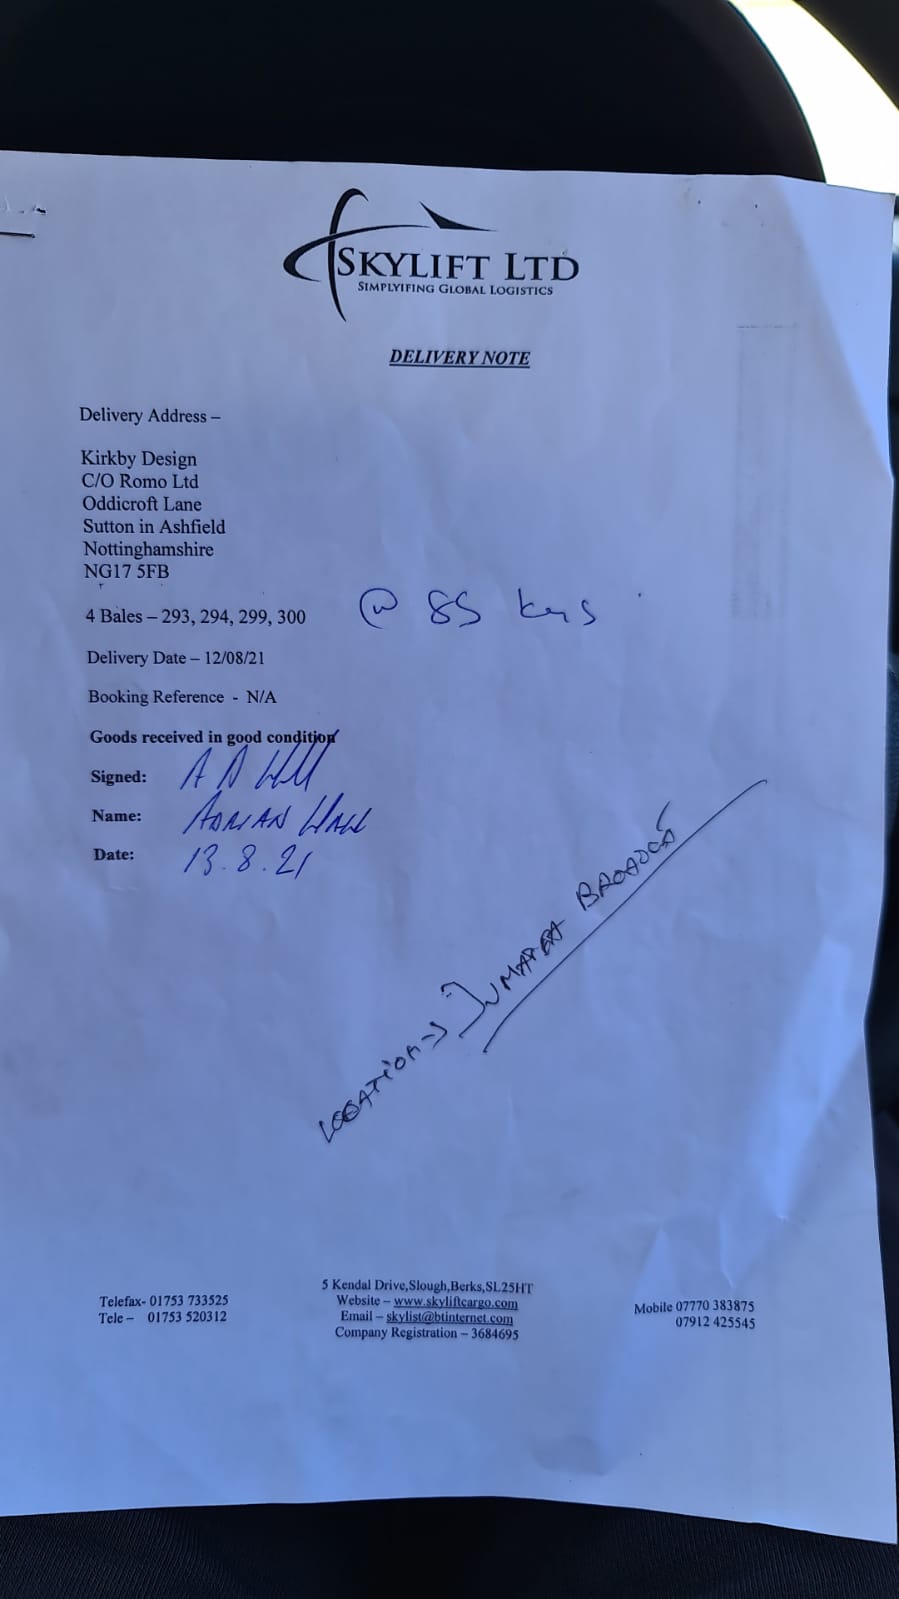 SKYLIFT LTD
SIMPLYIFING GLOBAL LOGISTICS
DELIVERY NOTE
Delivery Address –
Kirkby Design
C/O Romo Ltd
Oddicroft Lane
Sutton in Ashfield
Nottinghamshire
NG17 5FB
4 Bales – 293, 294, 299, 300 @ 85 kgs
Delivery Date – 12/08/21
Booking Reference - N/A
Goods received in good condition
Signed:
Name: ADRIAN
Date: 13.8.21
LOCATION →
5 Kendal Drive,Slough,Berks,SL25HT
Telefax- 01753 733525 Website – www.skyliftcargo.com Mobile 07770 383875
Tele – 01753 520312 Email – skylist@btinternet.com 07912 425545
Company Registration – 3684695